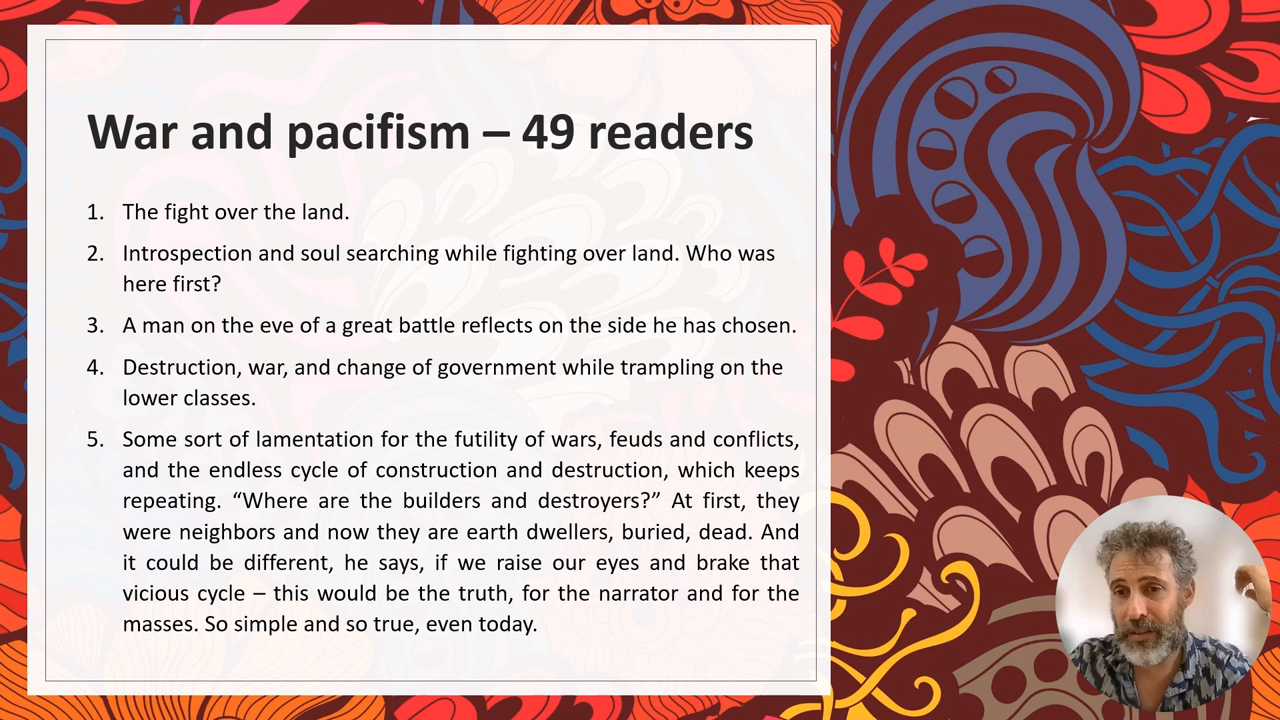 War and pacifism – 49 readers
1. The fight over the land.
2. Introspection and soul searching while fighting over land. Who was
here first?
3. A man on the eve of a great battle reflects on the side he has chosen.
4. Destruction, war, and change of government while trampling on the
lower classes.
5. Some sort of lamentation for the futility of wars, feuds and conflicts,
and the endless cycle of construction and destruction, which keeps
repeating. “Where are the builders and destroyers?” At first, they
were neighbors and now they are earth dwellers, buried, dead. And
it could be different, he says, if we raise our eyes and brake that
vicious cycle – this would be the truth, for the narrator and for the
masses. So simple and so true, even today.